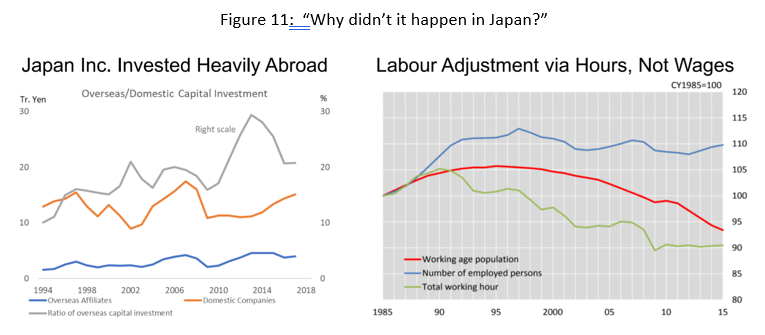 Figure 11: “Why didn’t it happen in Japan?”
Japan Inc. Invested Heavily Abroad
Tr. Yen
Overseas/Domestic Capital Investment
%
30
20
10
0
Right scale
30
20
10
0
1994 1998 2002 2006 2010 2014 2018
Overseas Affiliates
Domestic Companies
Ratio of overseas capital investment
Labour Adjustment via Hours, Not Wages
CY1985=100
120
115
110
105
100
95
90
85
80
Working age population
Number of employed persons
Total working hour
1985 90 95 2000 05 10 15